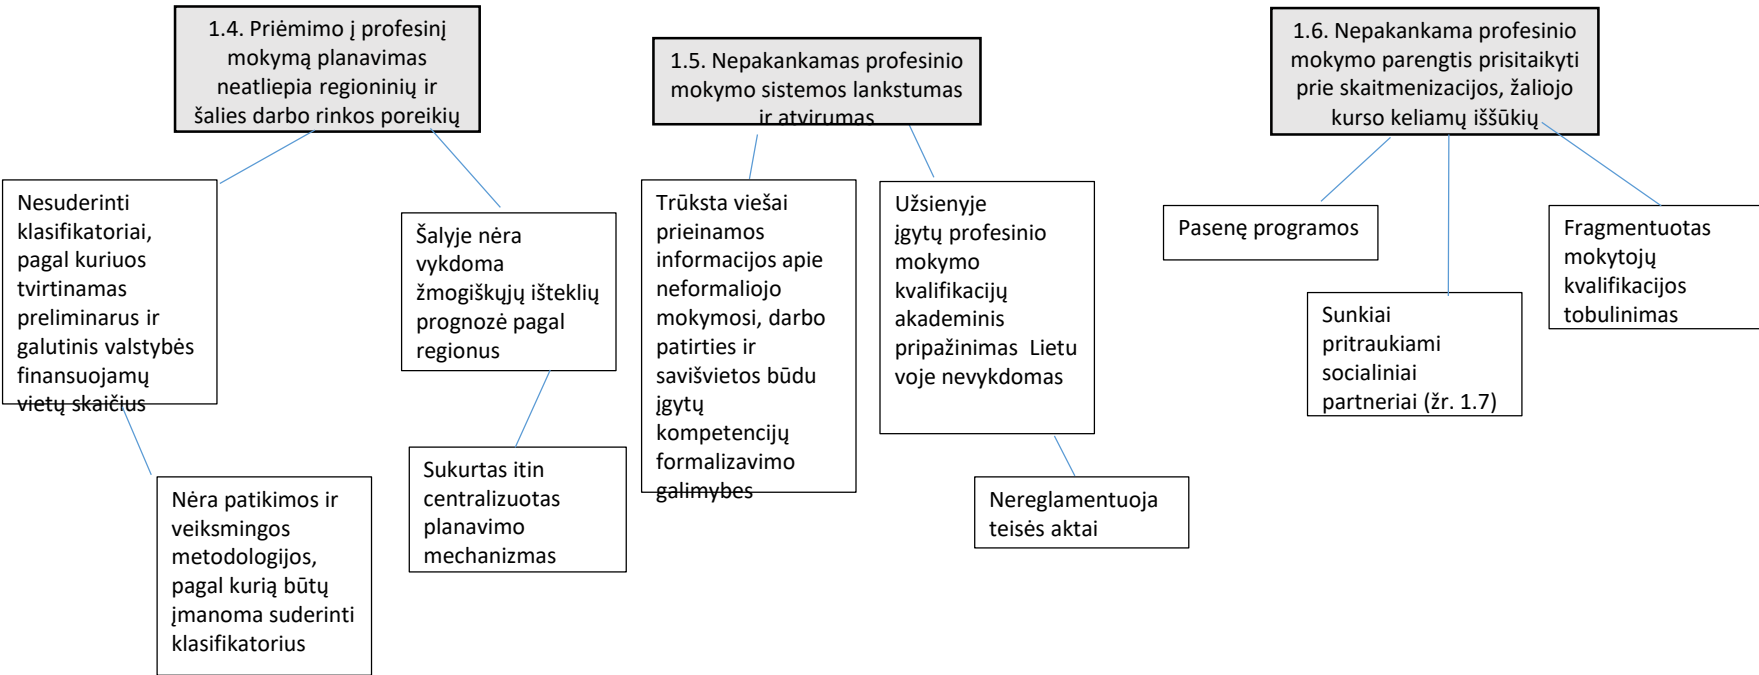 1.4. Priėmimo į profesinį
mokymą planavimas
neatliepia regioninių ir
šalies darbo rinkos poreikių
1.5. Nepakankamas profesinio
mokymo sistemos lankstumas
ir atvirumas
1.6. Nepakankama profesinio
mokymo parengtis prisitaikyti
prie skaitmenizacijos, žaliojo
kurso keliamų iššūkių
Nesuderinti
klasifikatoriai,
pagal kuriuos
tvirtinamas
preliminarus ir
galutinis valstybės
finansuojamų
vietų skaičius
Šalyje nėra
vykdoma
žmogiškųjų išteklių
prognozė pagal
regionus
Trūksta viešai
prieinamos
informacijos apie
neformaliojo
mokymosi, darbo
patirties ir
savišvietos būdu
įgytų
kompetencijų
formalizavimo
galimybes
Užsienyje
įgytų profesinio
mokymo
kvalifikacijų
akademinis
pripažinimas Lietu
voje nevykdomas
Pasenę programos
Sunkiai
pritraukiami
socialiniai
partneriai (žr. 1.7)
Fragmentuotas
mokytojų
kvalifikacijos
tobulinimas
Nėra patikimos ir
veiksmingos
metodologijos,
pagal kurią būtų
įmanoma suderinti
klasifikatorius
Sukurtas itin
centralizuotas
planavimo
mechanizmas
Nereglamentuoja
teisės aktai